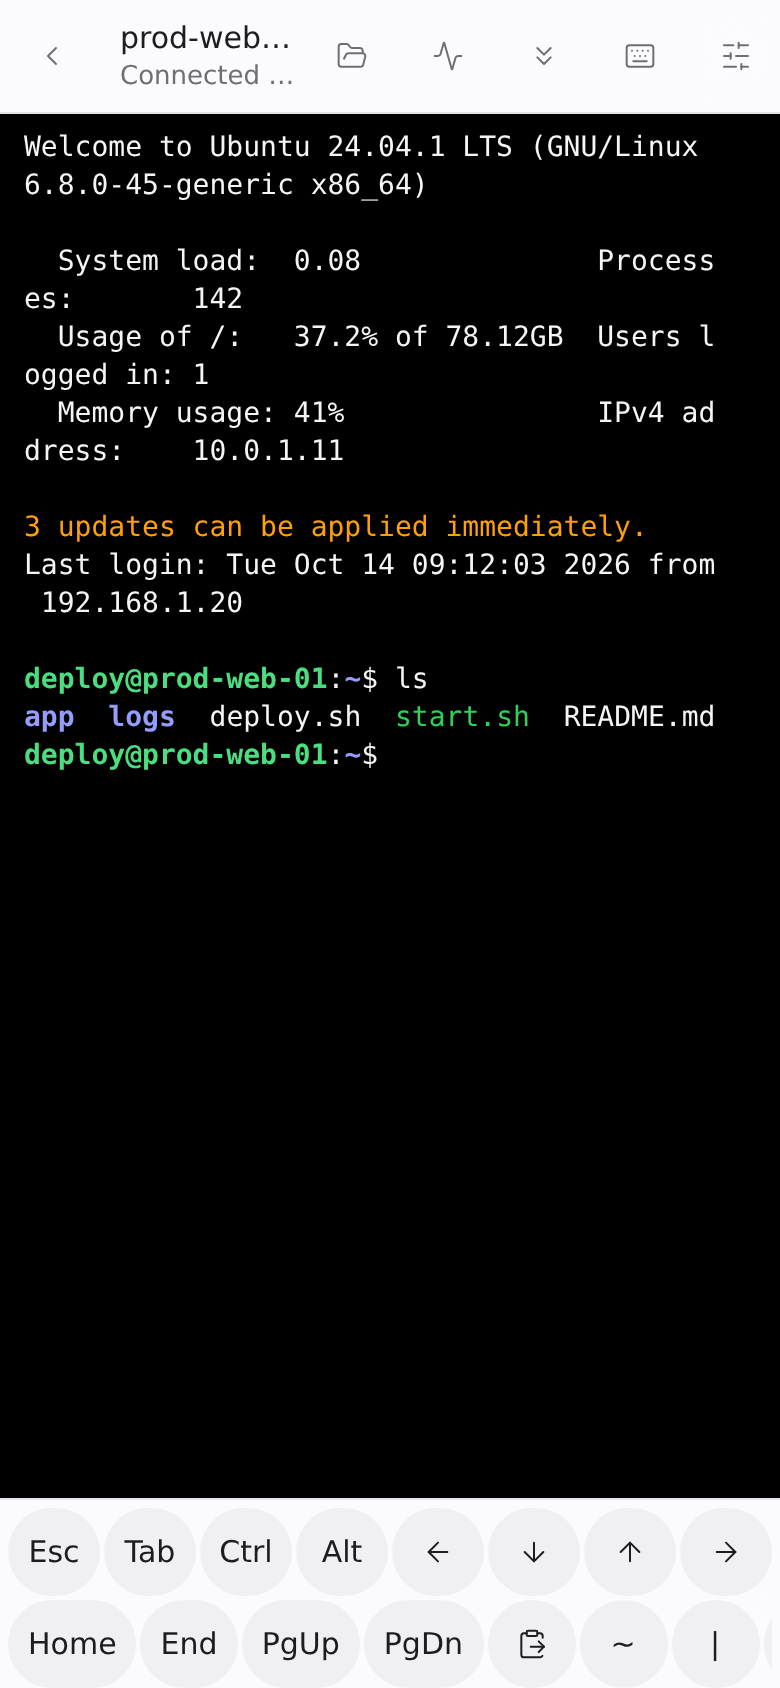 prod-web...
Connected ...
Welcome to Ubuntu 24.04.1 LTS (GNU/Linux
6.8.0-45-generic x86_64)
System load:  0.08              Process
es:       142
Usage of /:   37.2% of 78.12GB  Users l
ogged in: 1
Memory usage: 41%               IPv4 ad
dress:    10.0.1.11
3 updates can be applied immediately.
Last login: Tue Oct 14 09:12:03 2026 from
192.168.1.20
deploy@prod-web-01:~$ ls
app  logs  deploy.sh  start.sh  README.md
deploy@prod-web-01:~$
Esc Tab Ctrl Alt ← ↓ ↑ →
Home End PgUp PgDn ~ |